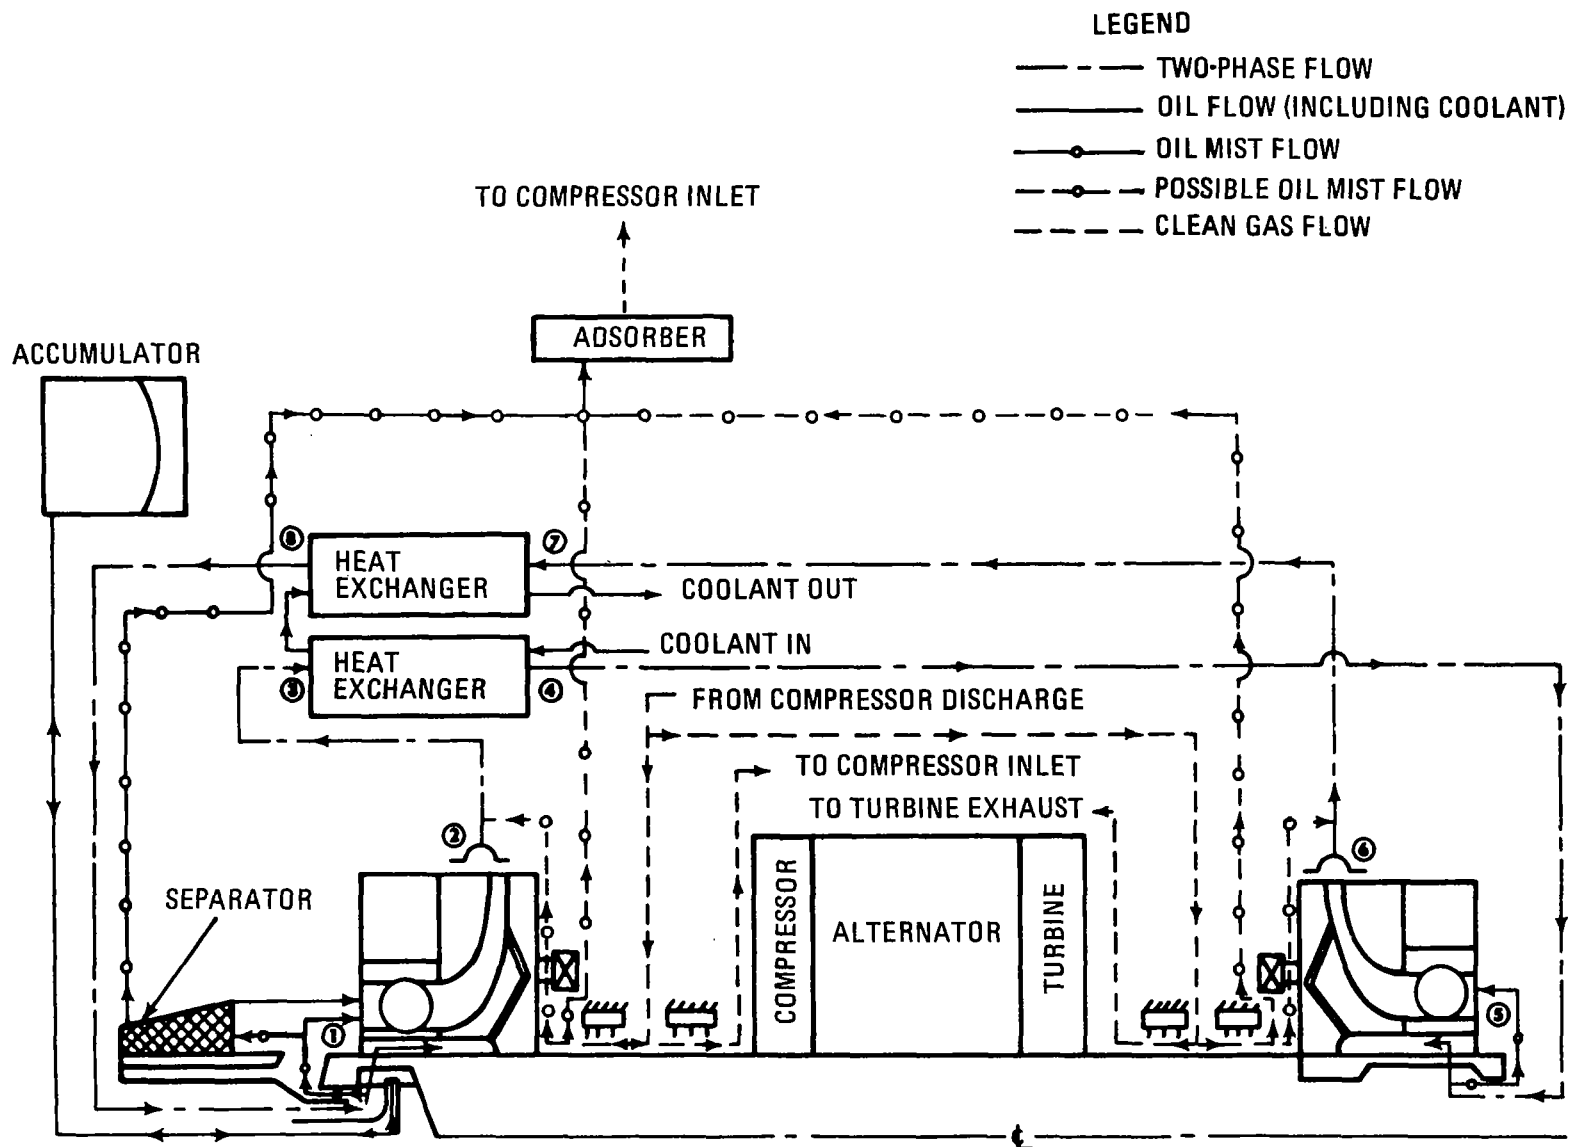 LEGEND
TWO-PHASE FLOW
OIL FLOW (INCLUDING COOLANT)
OIL MIST FLOW
POSSIBLE OIL MIST FLOW
CLEAN GAS FLOW
TO COMPRESSOR INLET
ADSORBER
ACCUMULATOR
⑧
⑦
HEAT
EXCHANGER
COOLANT OUT
COOLANT IN
HEAT
EXCHANGER
③
④
FROM COMPRESSOR DISCHARGE
TO COMPRESSOR INLET
TO TURBINE EXHAUST
②
⑥
SEPARATOR
COMPRESSOR
ALTERNATOR
TURBINE
①
⑤
℄